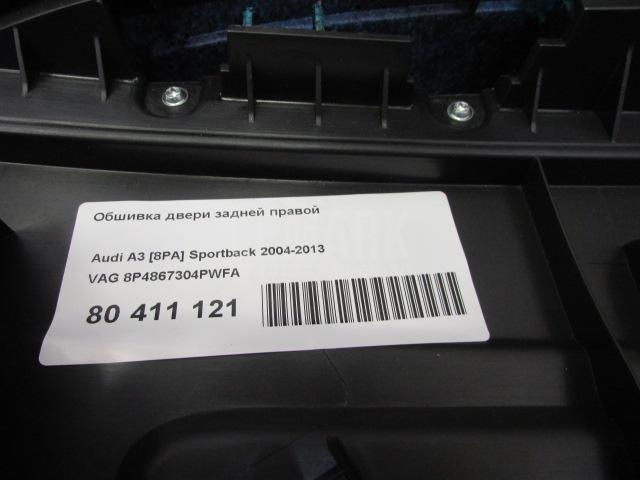 Обшивка двери задней правой
Audi A3 [8PA] Sportback 2004-2013
VAG 8P4867304PWFA
80 411 121